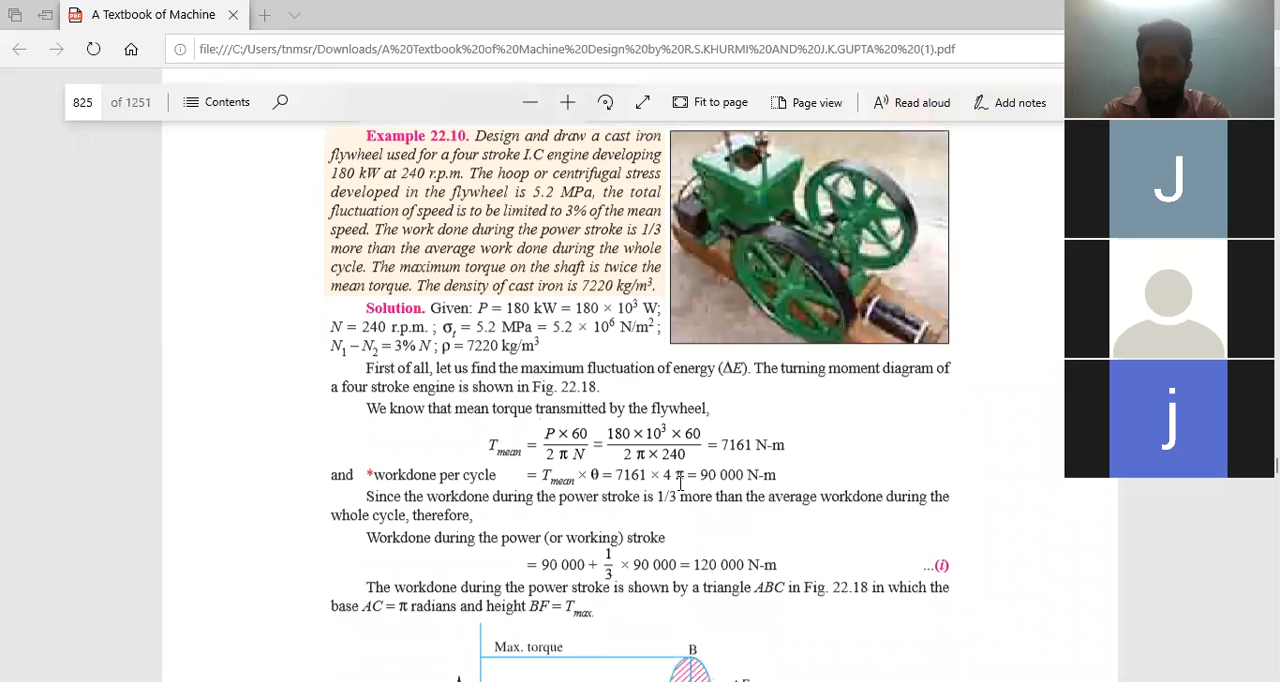 A Textbook of Machine
file:///C:/Users/tnmsr/Downloads/A%20Textbook%20of%20Machine%20Design%20by%20R.S.KHURMI%20AND%20J.K.GUPTA%20%20(1).pdf
825 of 1251 Contents Fit to page Page view Read aloud Add notes
Example 22.10. Design and draw a cast iron
flywheel used for a four stroke I.C engine developing
180 kW at 240 r.p.m. The hoop or centrifugal stress
developed in the flywheel is 5.2 MPa, the total
fluctuation of speed is to be limited to 3% of the mean
speed. The work done during the power stroke is 1/3
more than the average work done during the whole
cycle. The maximum torque on the shaft is twice the
mean torque. The density of cast iron is 7220 kg/m³.
Solution. Given: P = 180 kW = 180 × 10³ W;
N = 240 r.p.m. ; σt = 5.2 MPa = 5.2 × 10⁶ N/m² ;
N₁ – N₂ = 3% N ; ρ = 7220 kg/m³
First of all, let us find the maximum fluctuation of energy (ΔE). The turning moment diagram of
a four stroke engine is shown in Fig. 22.18.
We know that mean torque transmitted by the flywheel,
Tmean = P × 60 / 2 π N = 180 × 10³ × 60 / 2 π × 240 = 7161 N-m
and *workdone per cycle = Tmean × θ = 7161 × 4 π = 90 000 N-m
Since the workdone during the power stroke is 1/3 more than the average workdone during the
whole cycle, therefore,
Workdone during the power (or working) stroke
= 90 000 + 1/3 × 90 000 = 120 000 N-m ...(i)
The workdone during the power stroke is shown by a triangle ABC in Fig. 22.18 in which the
base AC = π radians and height BF = Tmax.
Max. torque B
J
j